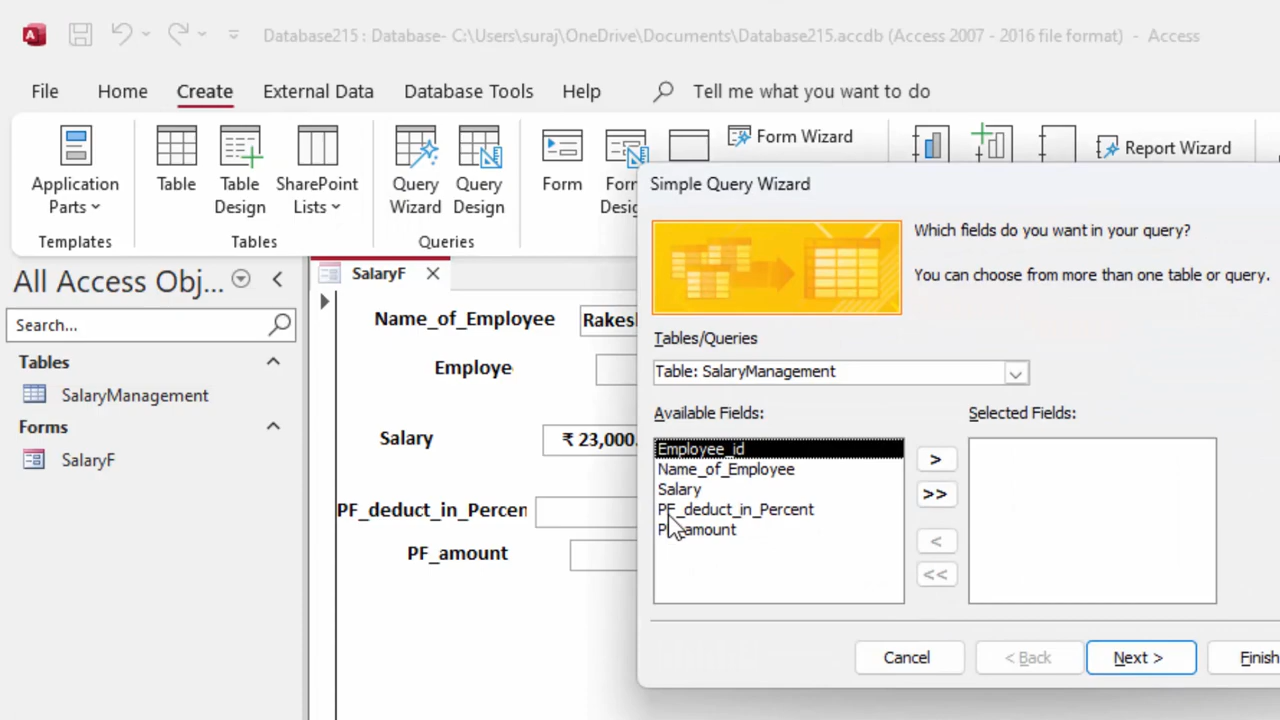 Database215 : Database- C:\Users\suraj\OneDrive\Documents\Database215.accdb (Access 2007 - 2016 file format) - Access
File Home Create External Data Database Tools Help Tell me what you want to do
Application Parts
Table
Table Design
SharePoint Lists
Query Wizard
Query Design
Form
Form Wizard
Report Wizard
Templates Tables Queries
All Access Obj...
Search...
Tables
SalaryManagement
Forms
SalaryF
SalaryF
Name_of_Employee
Employe
Salary ₹ 23,000.
PF_deduct_in_Percen
PF_amount
Simple Query Wizard
Which fields do you want in your query?
You can choose from more than one table or query.
Tables/Queries
Table: SalaryManagement
Available Fields: Selected Fields:
Employee_id
Name_of_Employee
Salary
PF_deduct_in_Percent
>
>>
<
<<
Cancel < Back Next > Finish